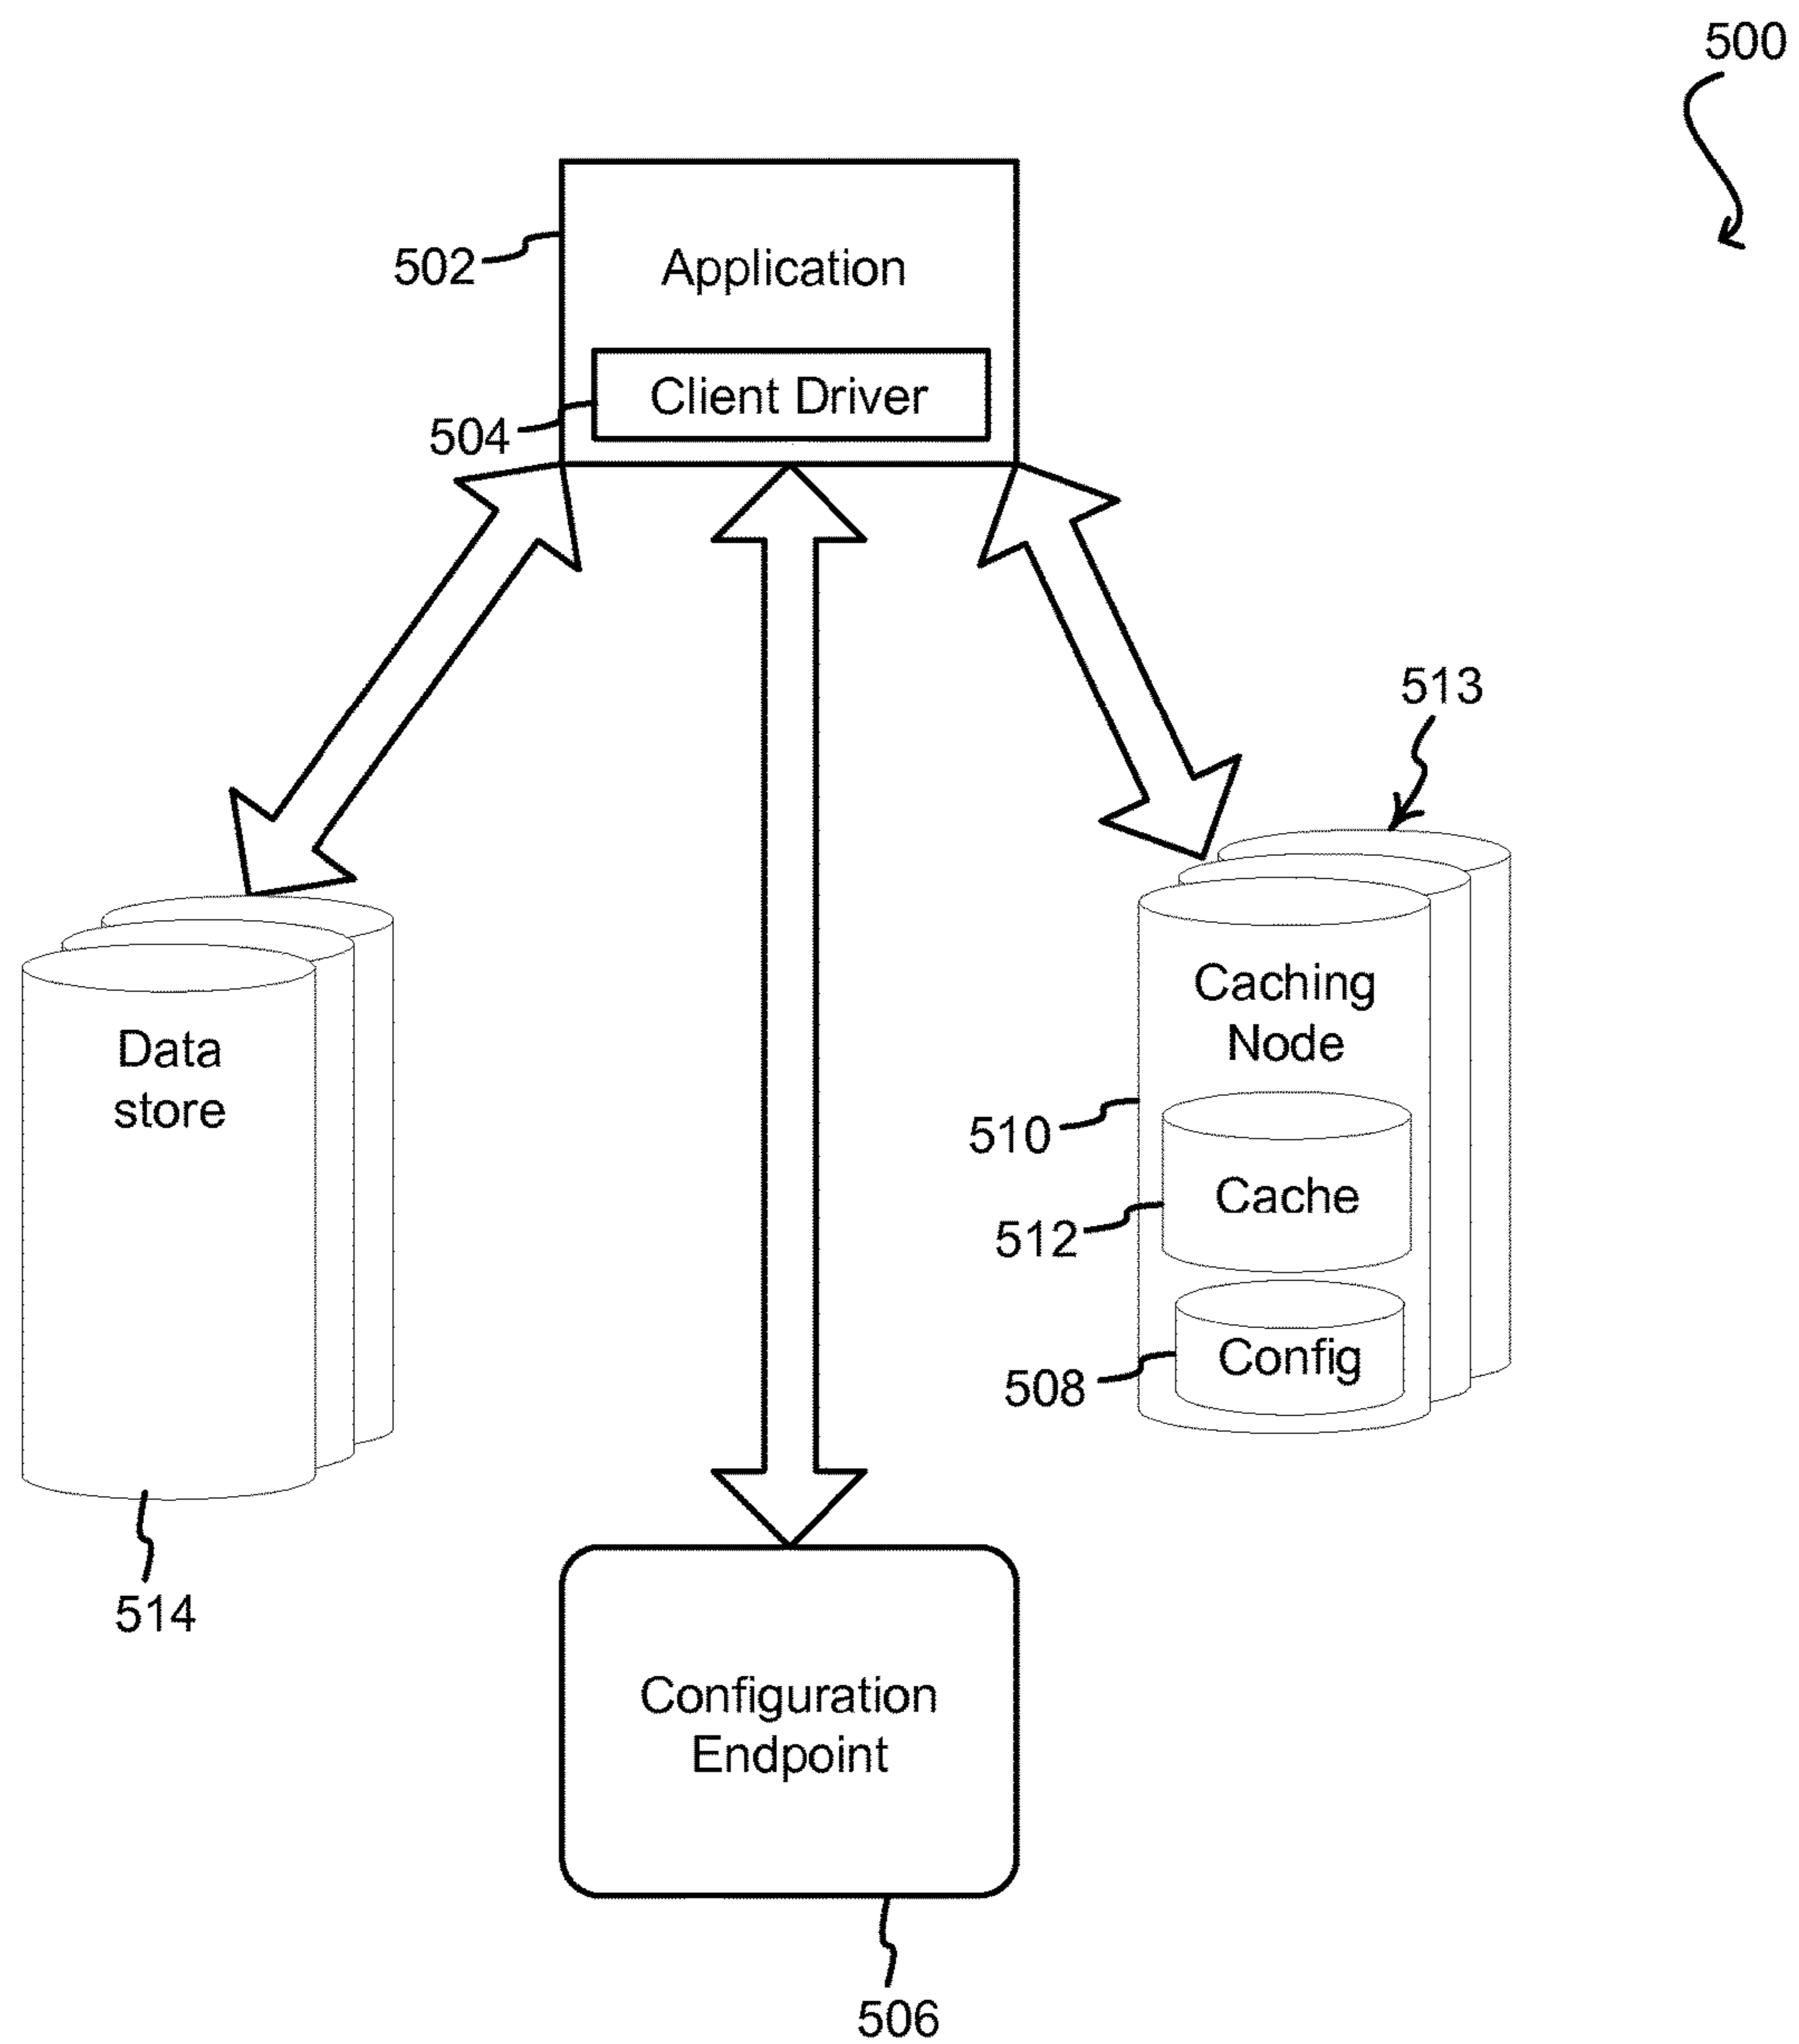 500
502
Application
Client Driver
504
513
Caching
Node
Data
store
510
Cache
512
Config
508
514
Configuration
Endpoint
506